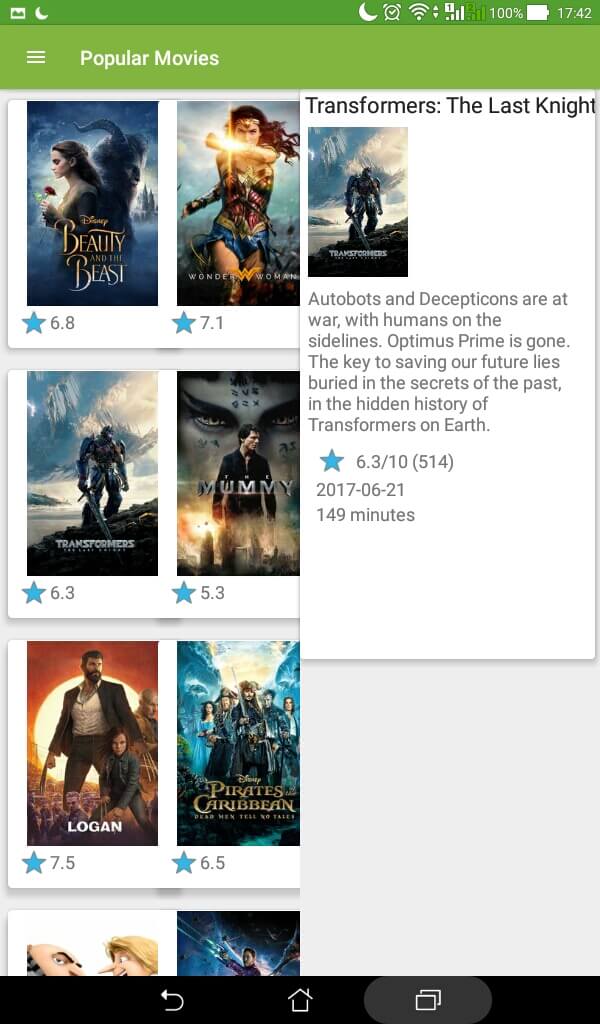 100% 17:42
Popular Movies
Disney
BEAUTY
AND THE
BEAST
6.8
WONDER WOMAN
7.1
TRANSFORMERS
THE LAST KNIGHT
6.3
THE
MUMMY
5.3
LOGAN
7.5
Disney
PIRATES of the
CARIBBEAN
DEAD MEN TELL NO TALES
6.5
Transformers: The Last Knight
TRANSFORMERS
THE LAST KNIGHT
Autobots and Decepticons are at
war, with humans on the
sidelines. Optimus Prime is gone.
The key to saving our future lies
buried in the secrets of the past,
in the hidden history of
Transformers on Earth.
6.3/10 (514)
2017-06-21
149 minutes